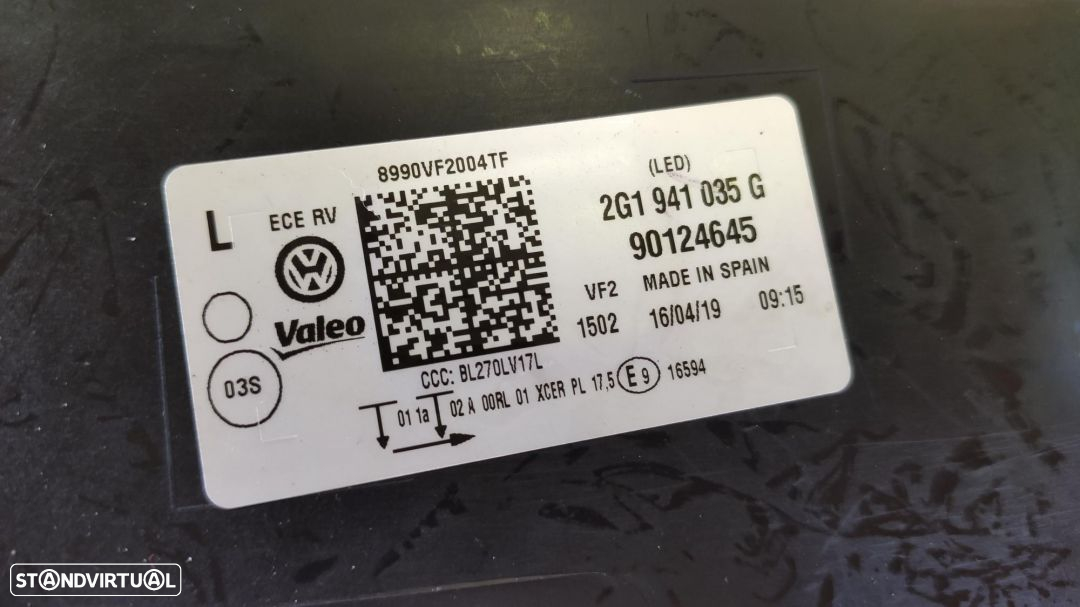 8990VF2004TF
L
ECE RV
Valeo
03S
CCC: BL270LV17L
(LED)
2G1 941 035 G
90124645
VF2 MADE IN SPAIN
1502 16/04/19 09:15
01 1a 02 A 00RL 01 XCER PL 17,5 E9 16594
STANDVIRTUAL